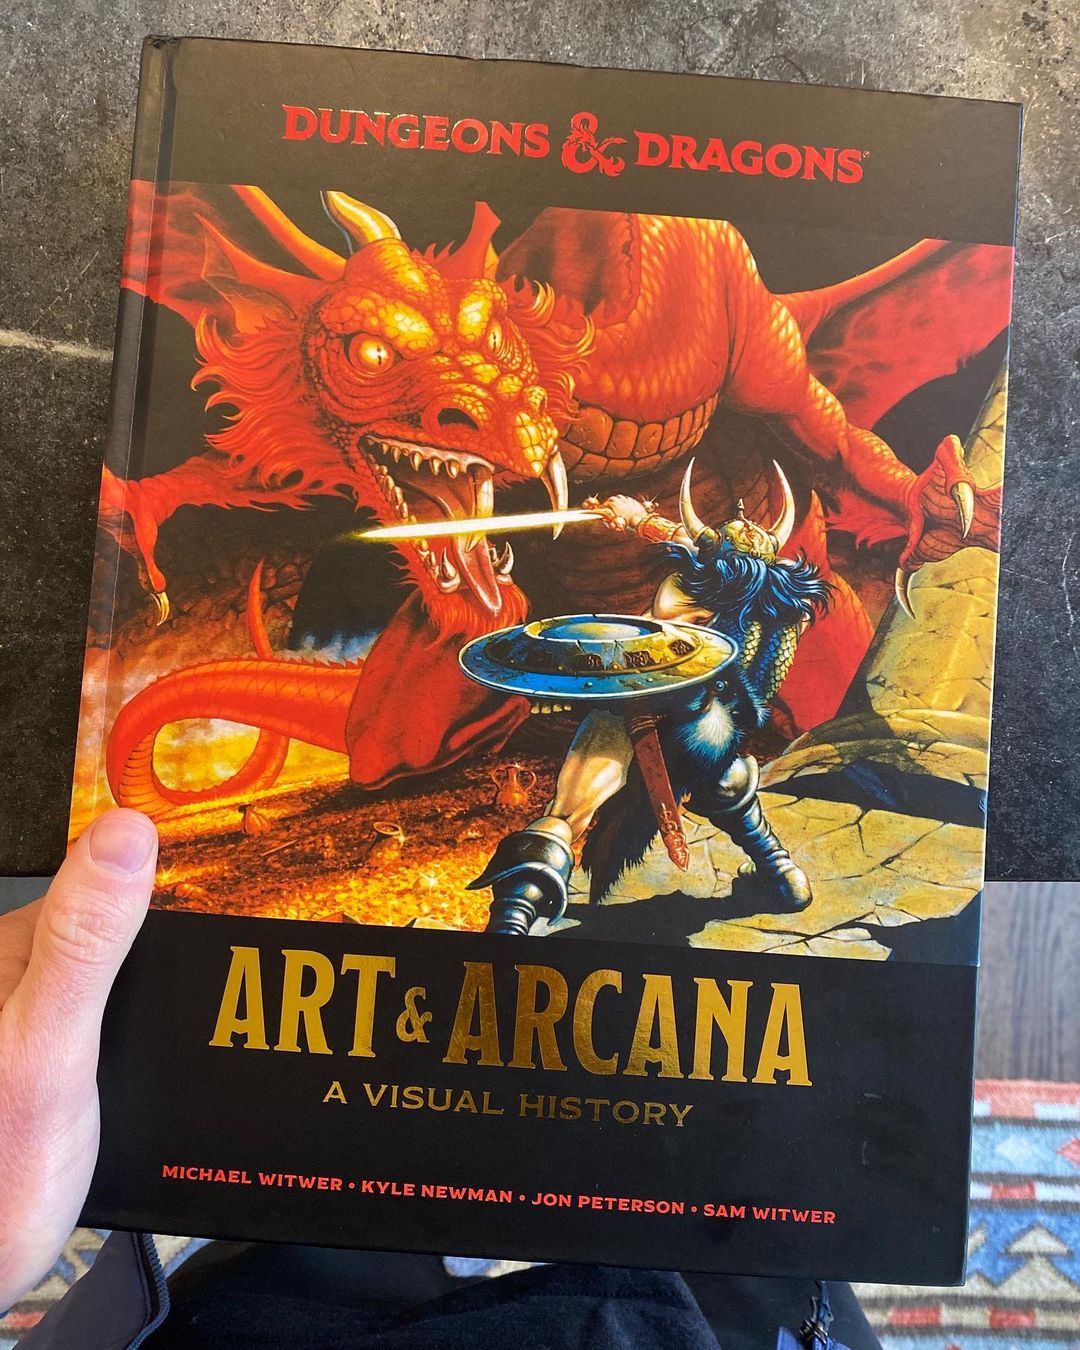 DUNGEONS & DRAGONS
ART & ARCANA
A VISUAL HISTORY
MICHAEL WITWER • KYLE NEWMAN • JON PETERSON • SAM WITWER